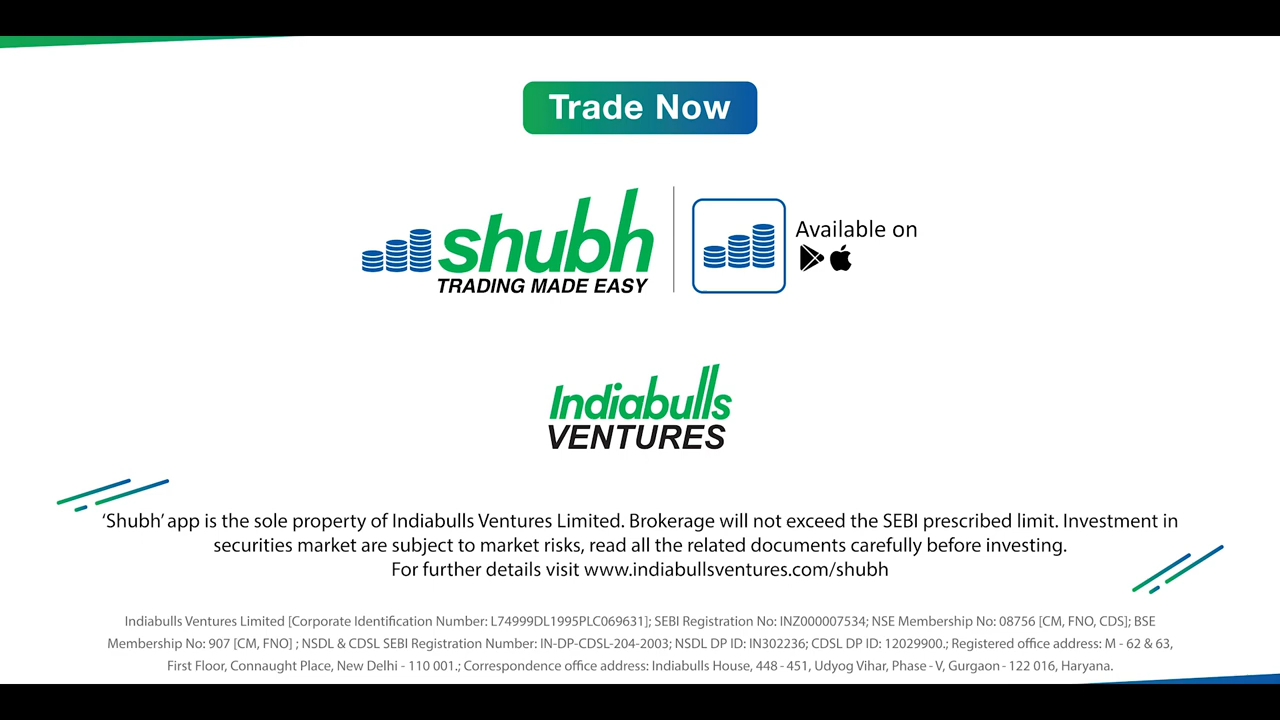 Trade Now
shubh
TRADING MADE EASY
Available on
Indiabulls
VENTURES
‘Shubh’ app is the sole property of Indiabulls Ventures Limited. Brokerage will not exceed the SEBI prescribed limit. Investment in
securities market are subject to market risks, read all the related documents carefully before investing.
For further details visit www.indiabullsventures.com/shubh
Indiabulls Ventures Limited [Corporate Identification Number: L74999DL1995PLC069631]; SEBI Registration No: INZ000007534; NSE Membership No: 08756 [CM, FNO, CDS]; BSE
Membership No: 907 [CM, FNO] ; NSDL & CDSL SEBI Registration Number: IN-DP-CDSL-204-2003; NSDL DP ID: IN302236; CDSL DP ID: 12029900.; Registered office address: M - 62 & 63,
First Floor, Connaught Place, New Delhi - 110 001.; Correspondence office address: Indiabulls House, 448 - 451, Udyog Vihar, Phase - V, Gurgaon - 122 016, Haryana.